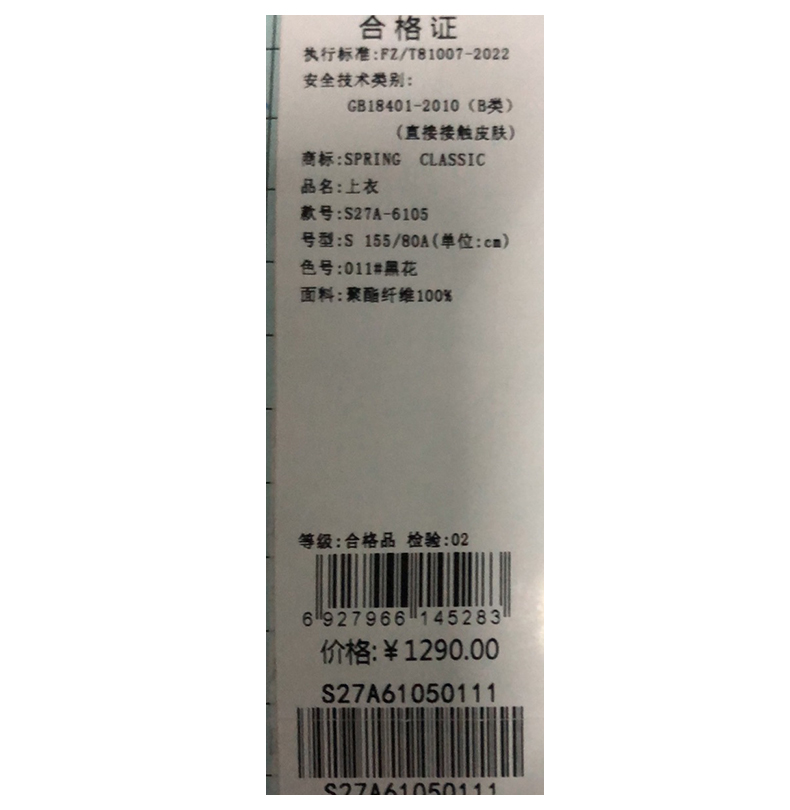 合格证
执行标准:FZ/T81007-2022
安全技术类别:
GB18401-2010（B类）
（直接接触皮肤）
商标:SPRING CLASSIC
品名:上衣
款号:S27A-6105
号型:S 155/80A(单位:cm)
色号:011#黑花
面料:聚酯纤维100%
等级:合格品 检验:02
6 927966 145283
价格:￥1290.00
S27A61050111
S27A61050111